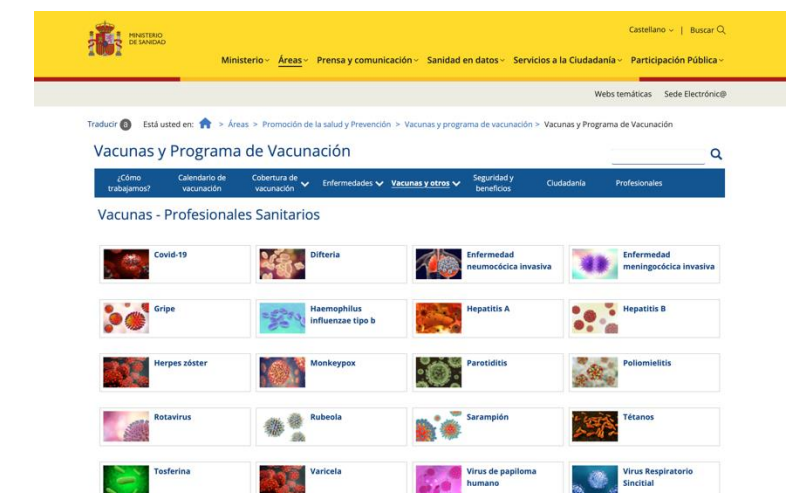 MINISTERIO
DE SANIDAD
Castellano | Buscar
Ministerio Áreas Prensa y comunicación Sanidad en datos Servicios a la Ciudadanía Participación Pública
Webs temáticas Sede Electrónic@
Traducir a Está usted en: > Áreas > Promoción de la salud y Prevención > Vacunas y programa de vacunación > Vacunas y Programa de Vacunación
Vacunas y Programa de Vacunación
¿Cómo trabajamos? Calendario de vacunación Cobertura de vacunación Enfermedades Vacunas y otros Seguridad y beneficios Ciudadanía Profesionales
Vacunas - Profesionales Sanitarios
Covid-19
Difteria
Enfermedad
neumocócica invasiva
Enfermedad
meningocócica invasiva
Gripe
Haemophilus
influenzae tipo b
Hepatitis A
Hepatitis B
Herpes zóster
Monkeypox
Parotiditis
Poliomielitis
Rotavirus
Rubeola
Sarampión
Tétanos
Tosferina
Varicela
Virus de papiloma
humano
Virus Respiratorio
Sincitial